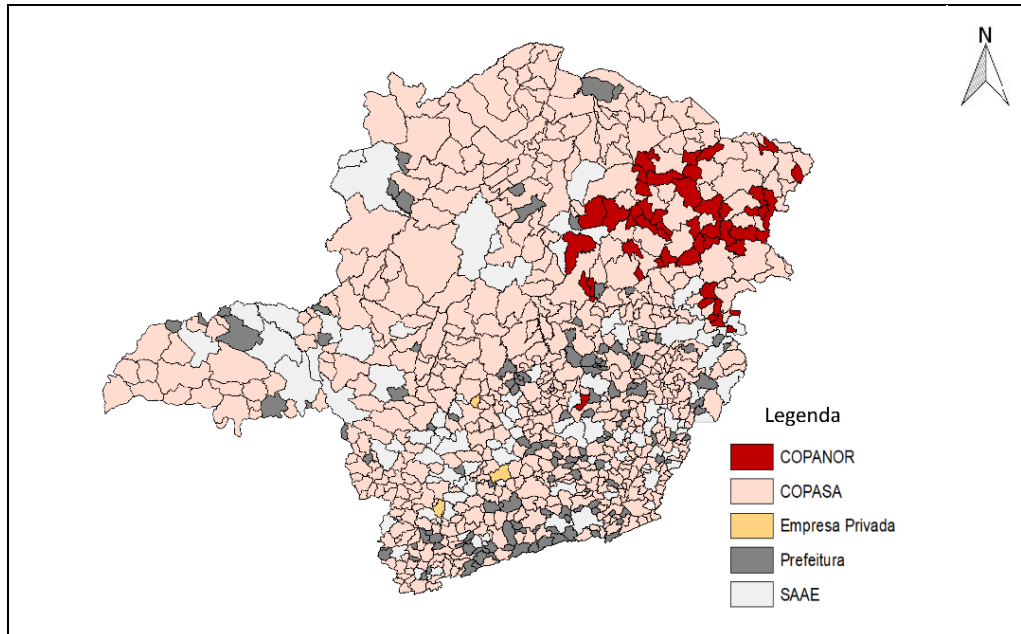 N
Legenda
COPANOR
COPASA
Empresa Privada
Prefeitura
SAAE